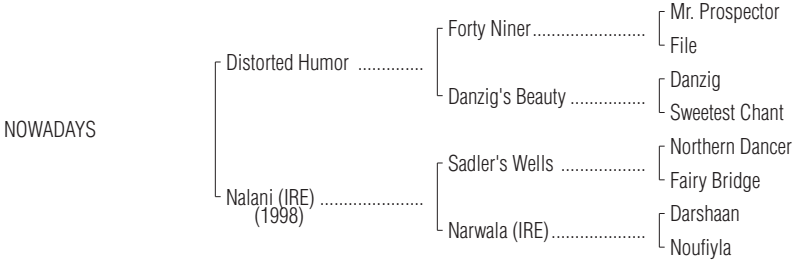 Mr. Prospector
Forty Niner........................
File
Distorted Humor ..............
Danzig
Danzig's Beauty ................
Sweetest Chant
NOWADAYS
Northern Dancer
Sadler's Wells ..................
Fairy Bridge
Nalani (IRE) ......................
(1998)
Darshaan
Narwala (IRE)....................
Noufiyla